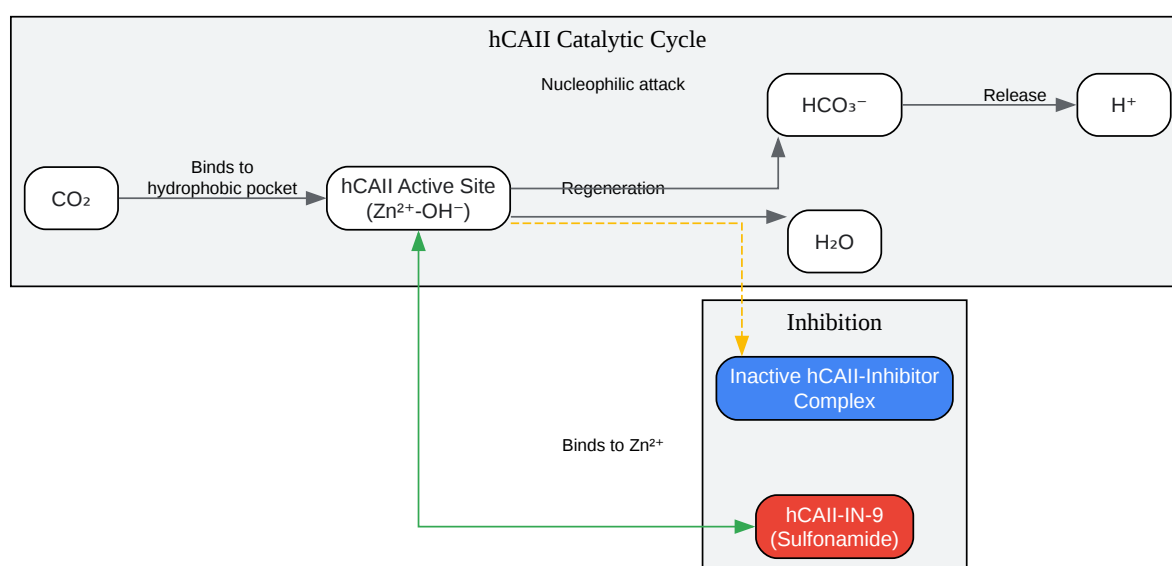 hCAII Catalytic Cycle
Nucleophilic attack
HCO₃⁻
Release
H⁺
CO₂
Binds to
hydrophobic pocket
hCAII Active Site
(Zn²⁺-OH⁻)
Regeneration
H₂O
Inhibition
Inactive hCAII-Inhibitor
Complex
Binds to Zn²⁺
hCAII-IN-9
(Sulfonamide)